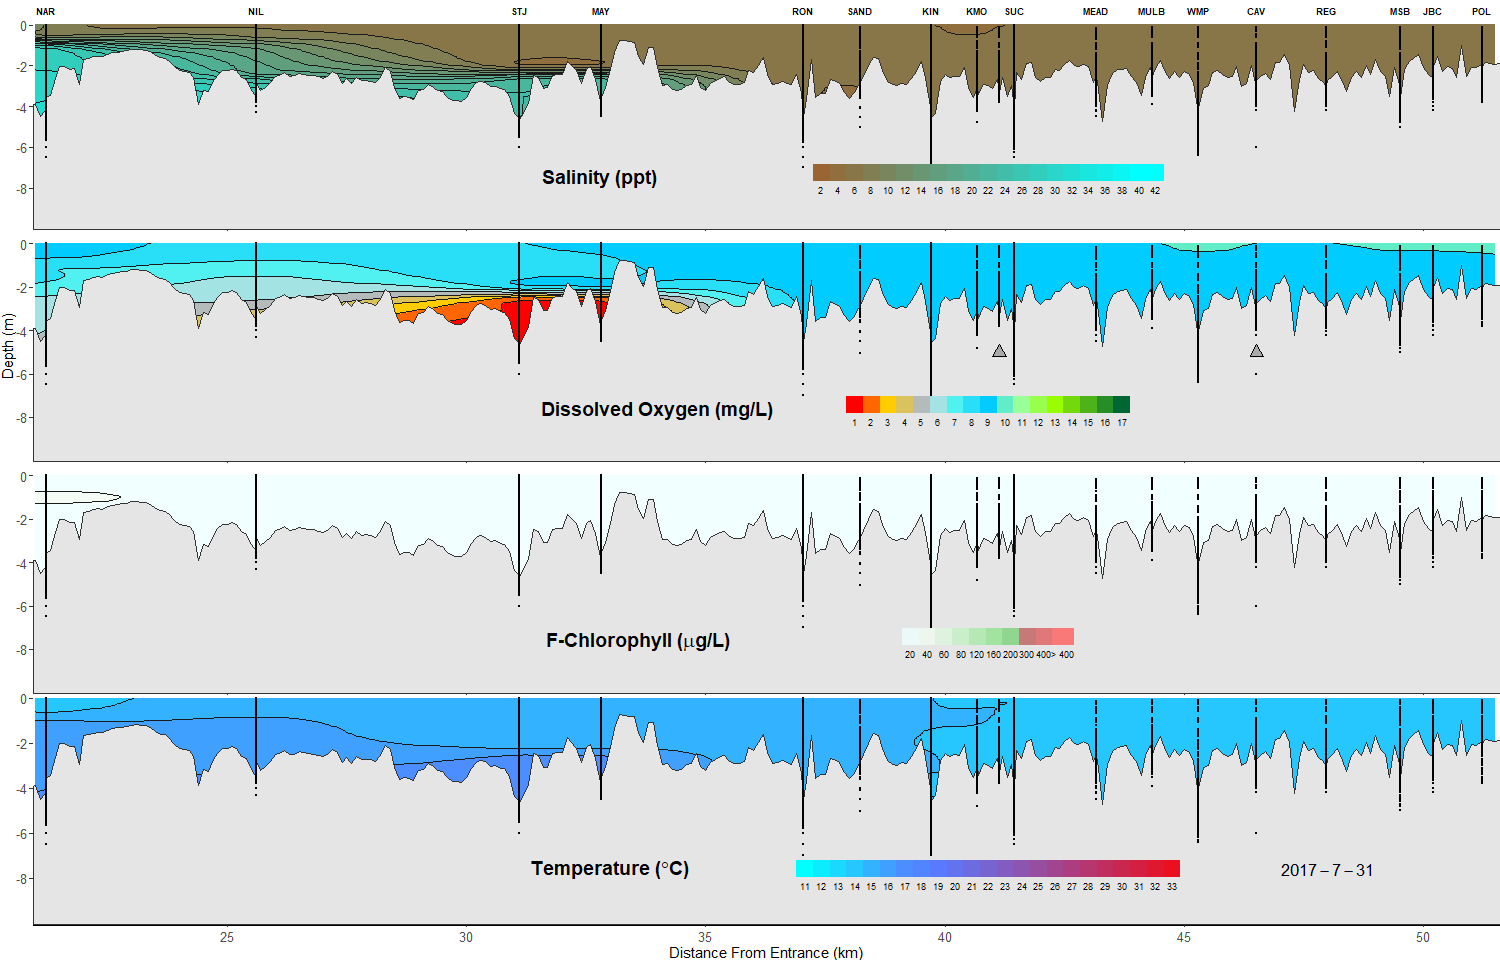 NAR NIL STJ MAY RON SAND KIN KMO SUC MEAD MULB WMP CAV REG MSB JBC POL
0
-2
-4
-6
-8
Salinity (ppt)
2 4 6 8 10 12 14 16 18 20 22 24 26 28 30 32 34 36 38 40 42
0
-2
-4
-6
-8
Depth (m)
Dissolved Oxygen (mg/L)
1 2 3 4 5 6 7 8 9 10 11 12 13 14 15 16 17
0
-2
-4
-6
-8
F-Chlorophyll (μg/L)
20 40 60 80 120 160 200 300 400> 400
0
-2
-4
-6
-8
Temperature (°C)
11 12 13 14 15 16 17 18 19 20 21 22 23 24 25 26 27 28 29 30 31 32 33
2017 – 7 – 31
25 30 35 40 45 50
Distance From Entrance (km)